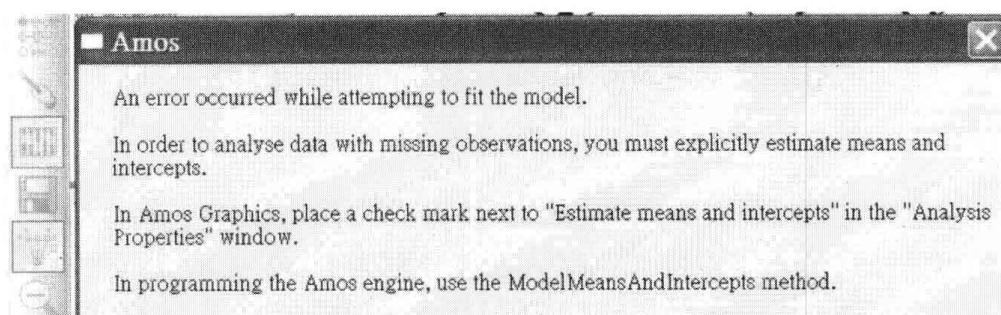 Amos
An error occurred while attempting to fit the model.
In order to analyse data with missing observations, you must explicitly estimate means and
intercepts.
In Amos Graphics, place a check mark next to "Estimate means and intercepts" in the "Analysis
Properties" window.
In programming the Amos engine, use the ModelMeansAndIntercepts method.